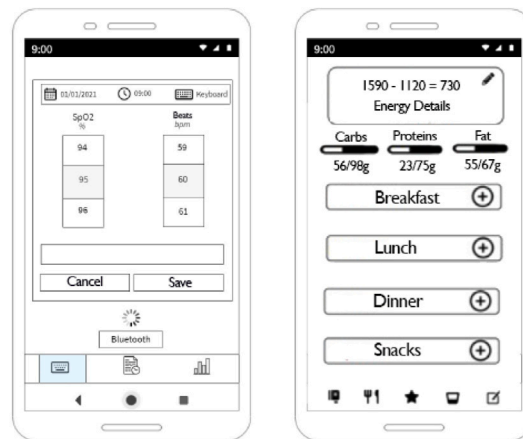 9:00
01/01/2021 09:00 Keyboard
SpO2 Beats
% bpm
94 59
95 60
96 61
Cancel Save
Bluetooth
9:00
1590 - 1120 = 730
Energy Details
Carbs Proteins Fat
56/98g 23/75g 55/67g
Breakfast
Lunch
Dinner
Snacks